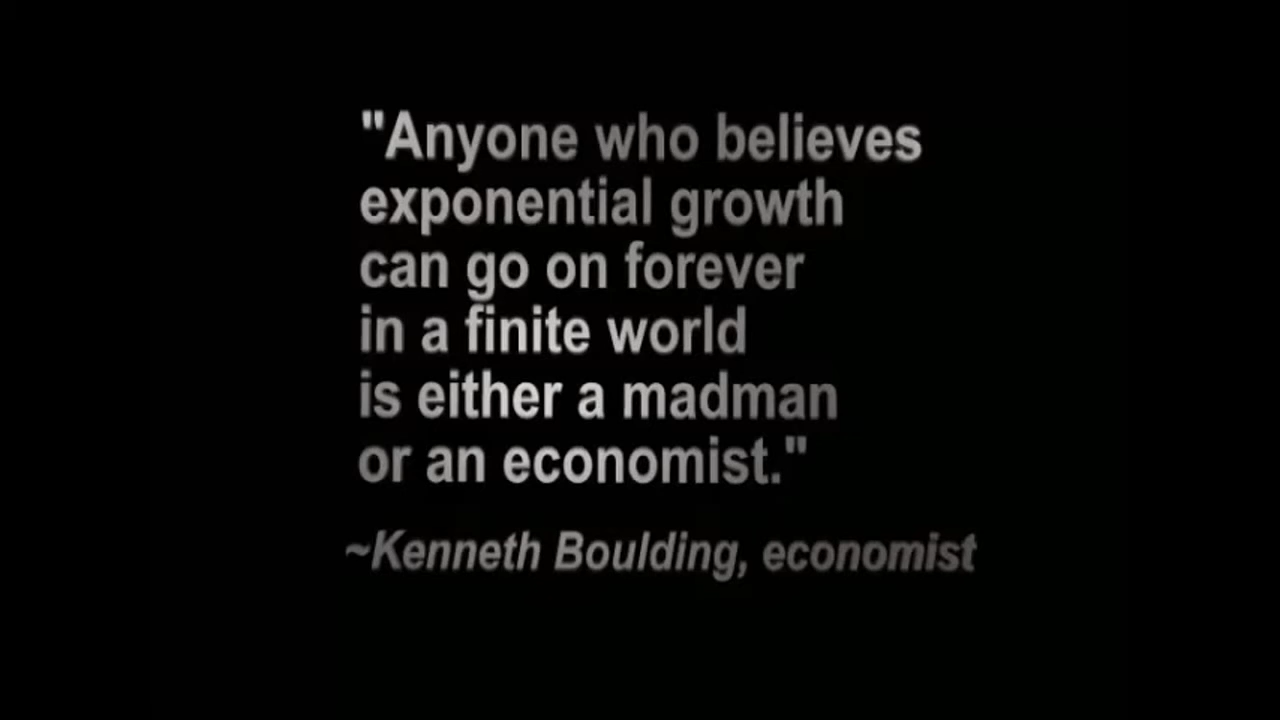 "Anyone who believes
exponential growth
can go on forever
in a finite world
is either a madman
or an economist."
~Kenneth Boulding, economist